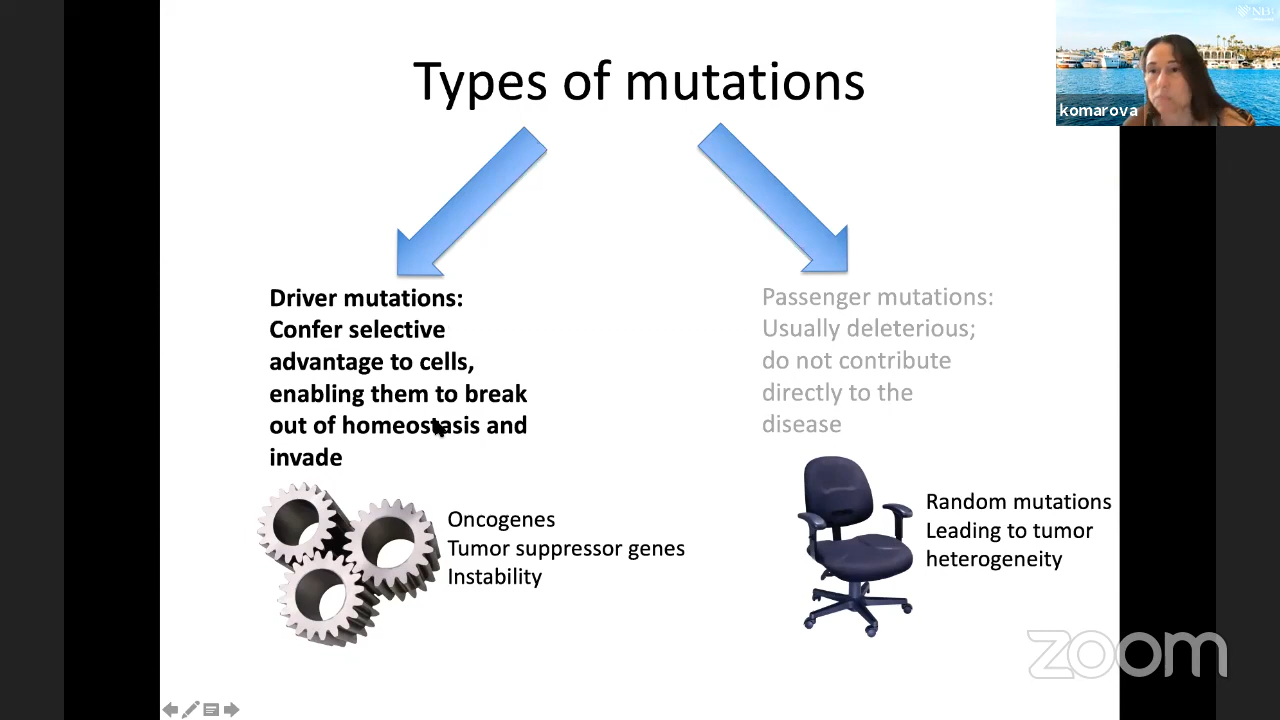 Types of mutations
komarova
Driver mutations:
Confer selective
advantage to cells,
enabling them to break
out of homeostasis and
invade
Passenger mutations:
Usually deleterious;
do not contribute
directly to the
disease
Oncogenes
Tumor suppressor genes
Instability
Random mutations
Leading to tumor
heterogeneity
zoom